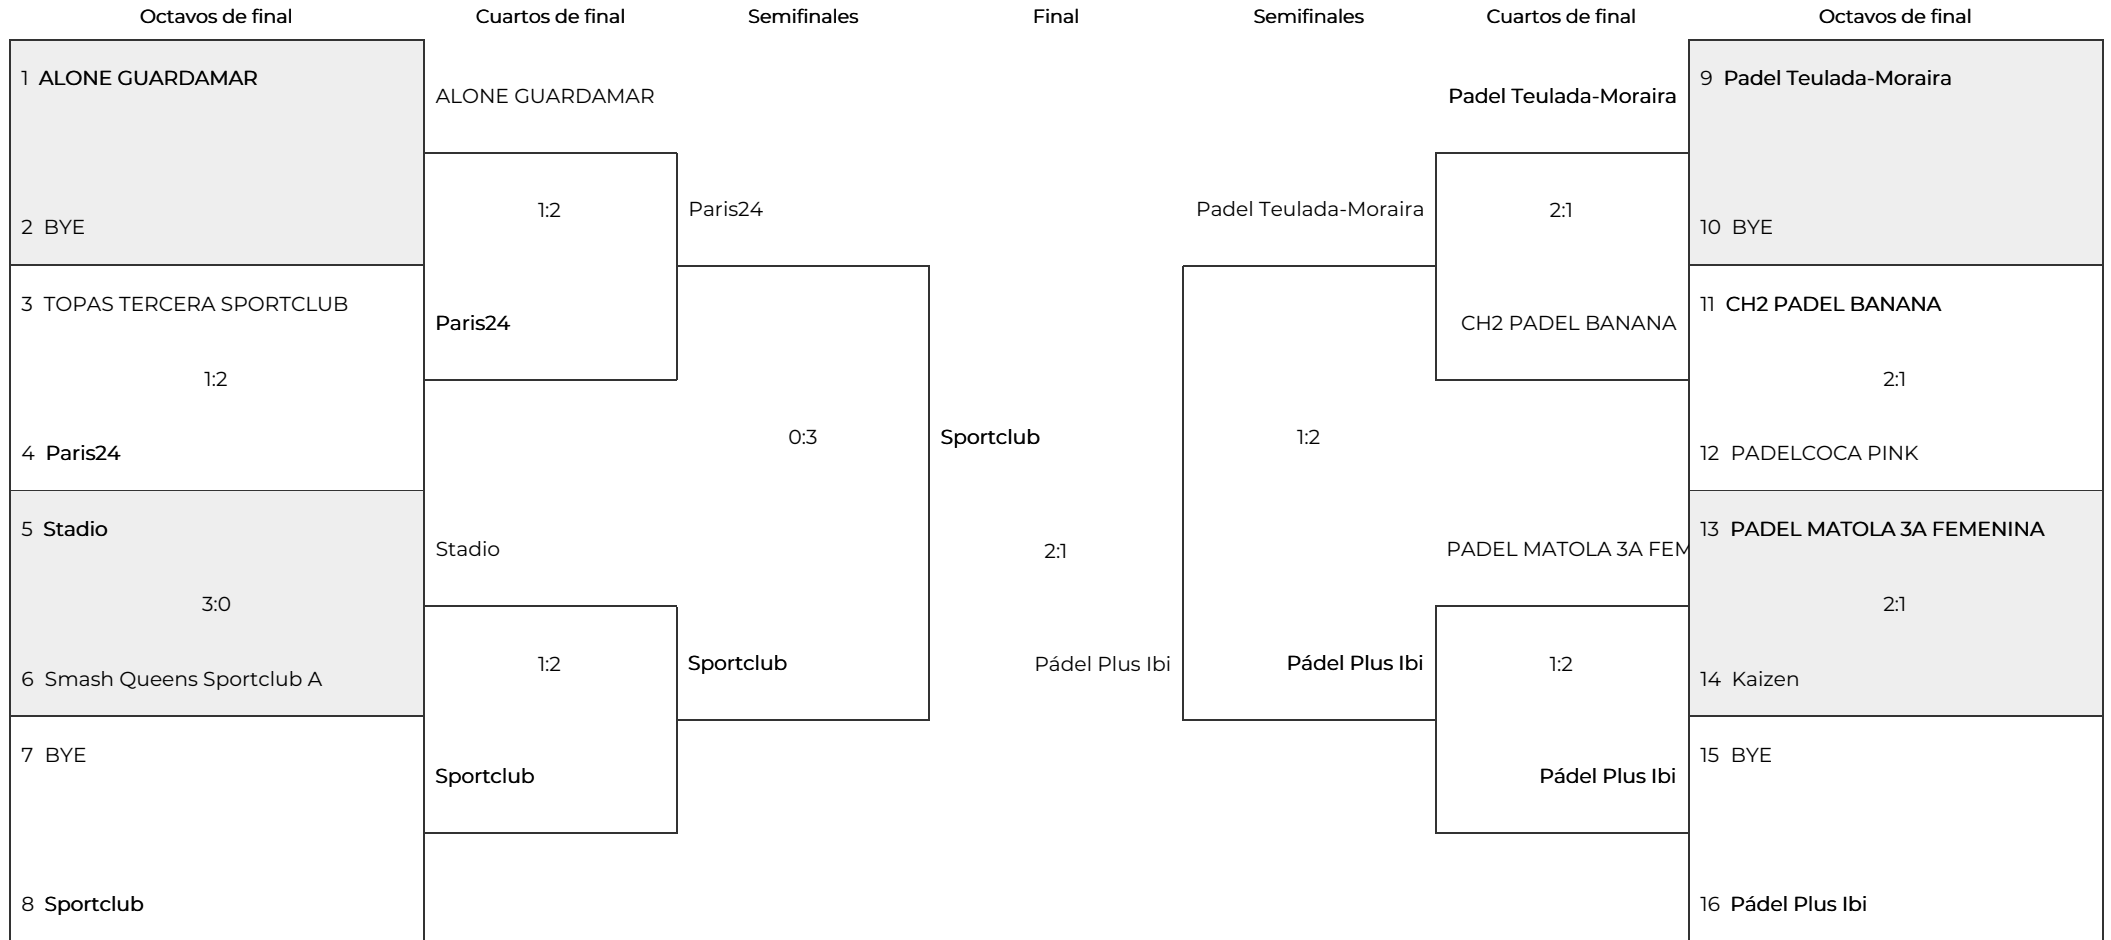 Octavos de final
Cuartos de final
Semifinales
Final
Semifinales
Cuartos de final
Octavos de final
1 ALONE GUARDAMAR
2 BYE
3 TOPAS TERCERA SPORTCLUB
1:2
4 Paris24
5 Stadio
3:0
6 Smash Queens Sportclub A
7 BYE
8 Sportclub
ALONE GUARDAMAR
1:2
Paris24
Stadio
1:2
Sportclub
Paris24
0:3
Sportclub
Sportclub
2:1
Pádel Plus Ibi
Padel Teulada-Moraira
1:2
Pádel Plus Ibi
Padel Teulada-Moraira
2:1
CH2 PADEL BANANA
PADEL MATOLA 3A FEM
1:2
Pádel Plus Ibi
9 Padel Teulada-Moraira
10 BYE
11 CH2 PADEL BANANA
2:1
12 PADELCOCA PINK
13 PADEL MATOLA 3A FEMENINA
2:1
14 Kaizen
15 BYE
16 Pádel Plus Ibi